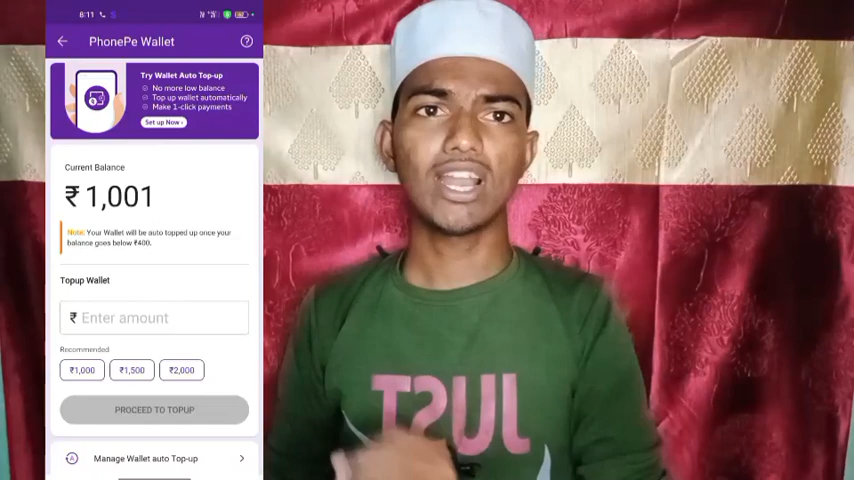 8:11
PhonePe Wallet
Try Wallet Auto Top-up
No more low balance
Top up wallet automatically
Make 1-click payments
Set up Now ›
Current Balance
₹1,001
Note: Your Wallet will be auto topped up once your
balance goes below ₹400.
Topup Wallet
₹ Enter amount
Recommended
₹1,000 ₹1,500 ₹2,000
PROCEED TO TOPUP
Manage Wallet auto Top-up
JUST